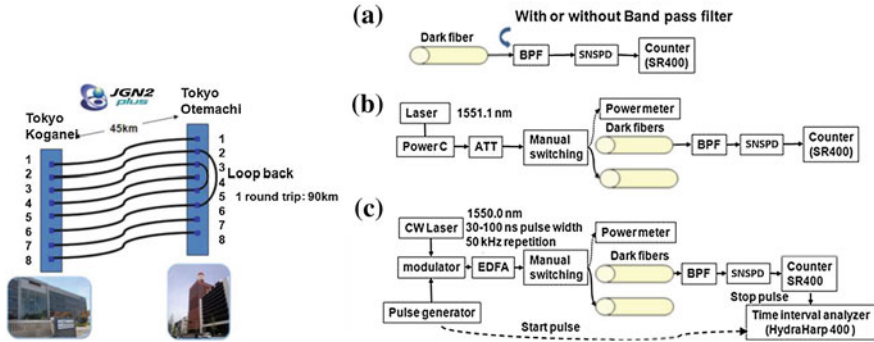 JGN2
plus
Tokyo
Koganei
45km
Tokyo
Otemachi
1
2
3
4
5
6
7
8
1
2
3
4
5
6
7
8
Loop back
1 round trip: 90km
(a)
With or without Band pass filter
Dark fiber
BPF
SNSPD
Counter
(SR400)
(b)
Laser
1551.1 nm
Power C
ATT
Manual
switching
Power meter
Dark fibers
BPF
SNSPD
Counter
(SR400)
(c)
CW Laser
1550.0 nm
30-100 ns pulse width
50 kHz repetition
modulator
EDFA
Manual
switching
Power meter
Dark fibers
BPF
SNSPD
Counter
SR400
Pulse generator
Start pulse
Stop pulse
Time interval analyzer
(HydraHarp 400)